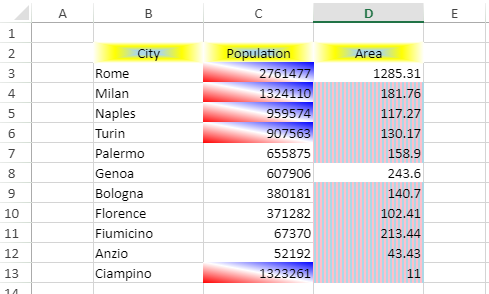 A B C D E
1
2 City Population Area
3 Rome 2761477 1285.31
4 Milan 1324110 181.76
5 Naples 959574 117.27
6 Turin 907563 130.17
7 Palermo 655875 158.9
8 Genoa 607906 243.6
9 Bologna 380181 140.7
10 Florence 371282 102.41
11 Fiumicino 67370 213.44
12 Anzio 52192 43.43
13 Ciampino 1323261 11
14